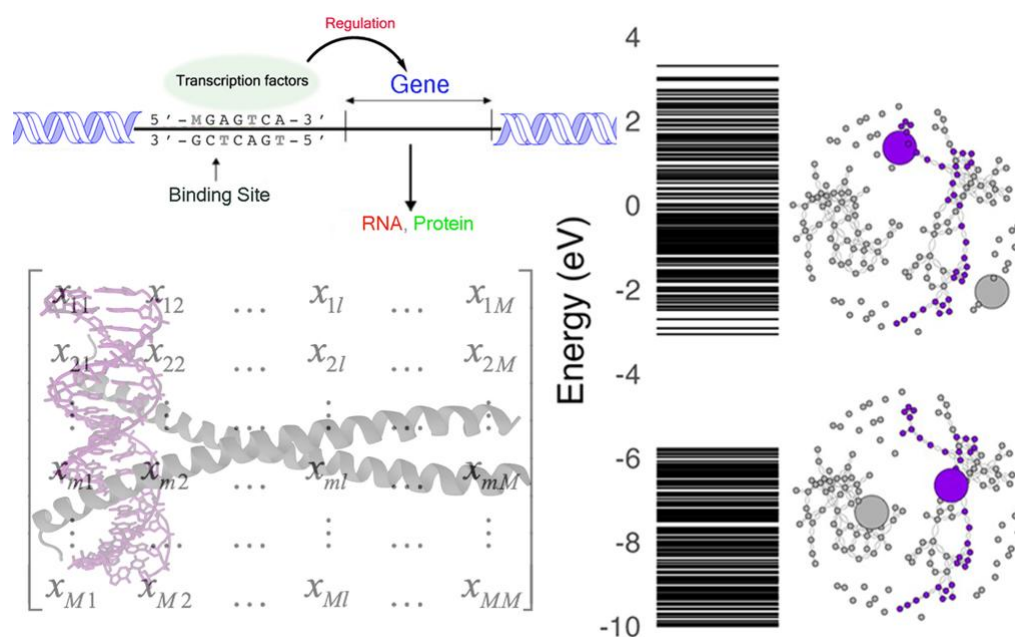 Regulation
Transcription factors
Gene
5'-MGAGTCA-3'
3'-GCTCAGT-5'
Binding Site
RNA, Protein
x11 x12 ... x1l ... x1M
x21 x22 ... x2l ... x2M
⋮ ⋮ ... ⋮ ... ⋮
xm1 xm2 ... xml ... xmM
⋮ ⋮ ... ⋮ ... ⋮
xM1 xM2 ... xMl ... xMM
Energy (eV)
4
2
0
-2
-4
-6
-8
-10